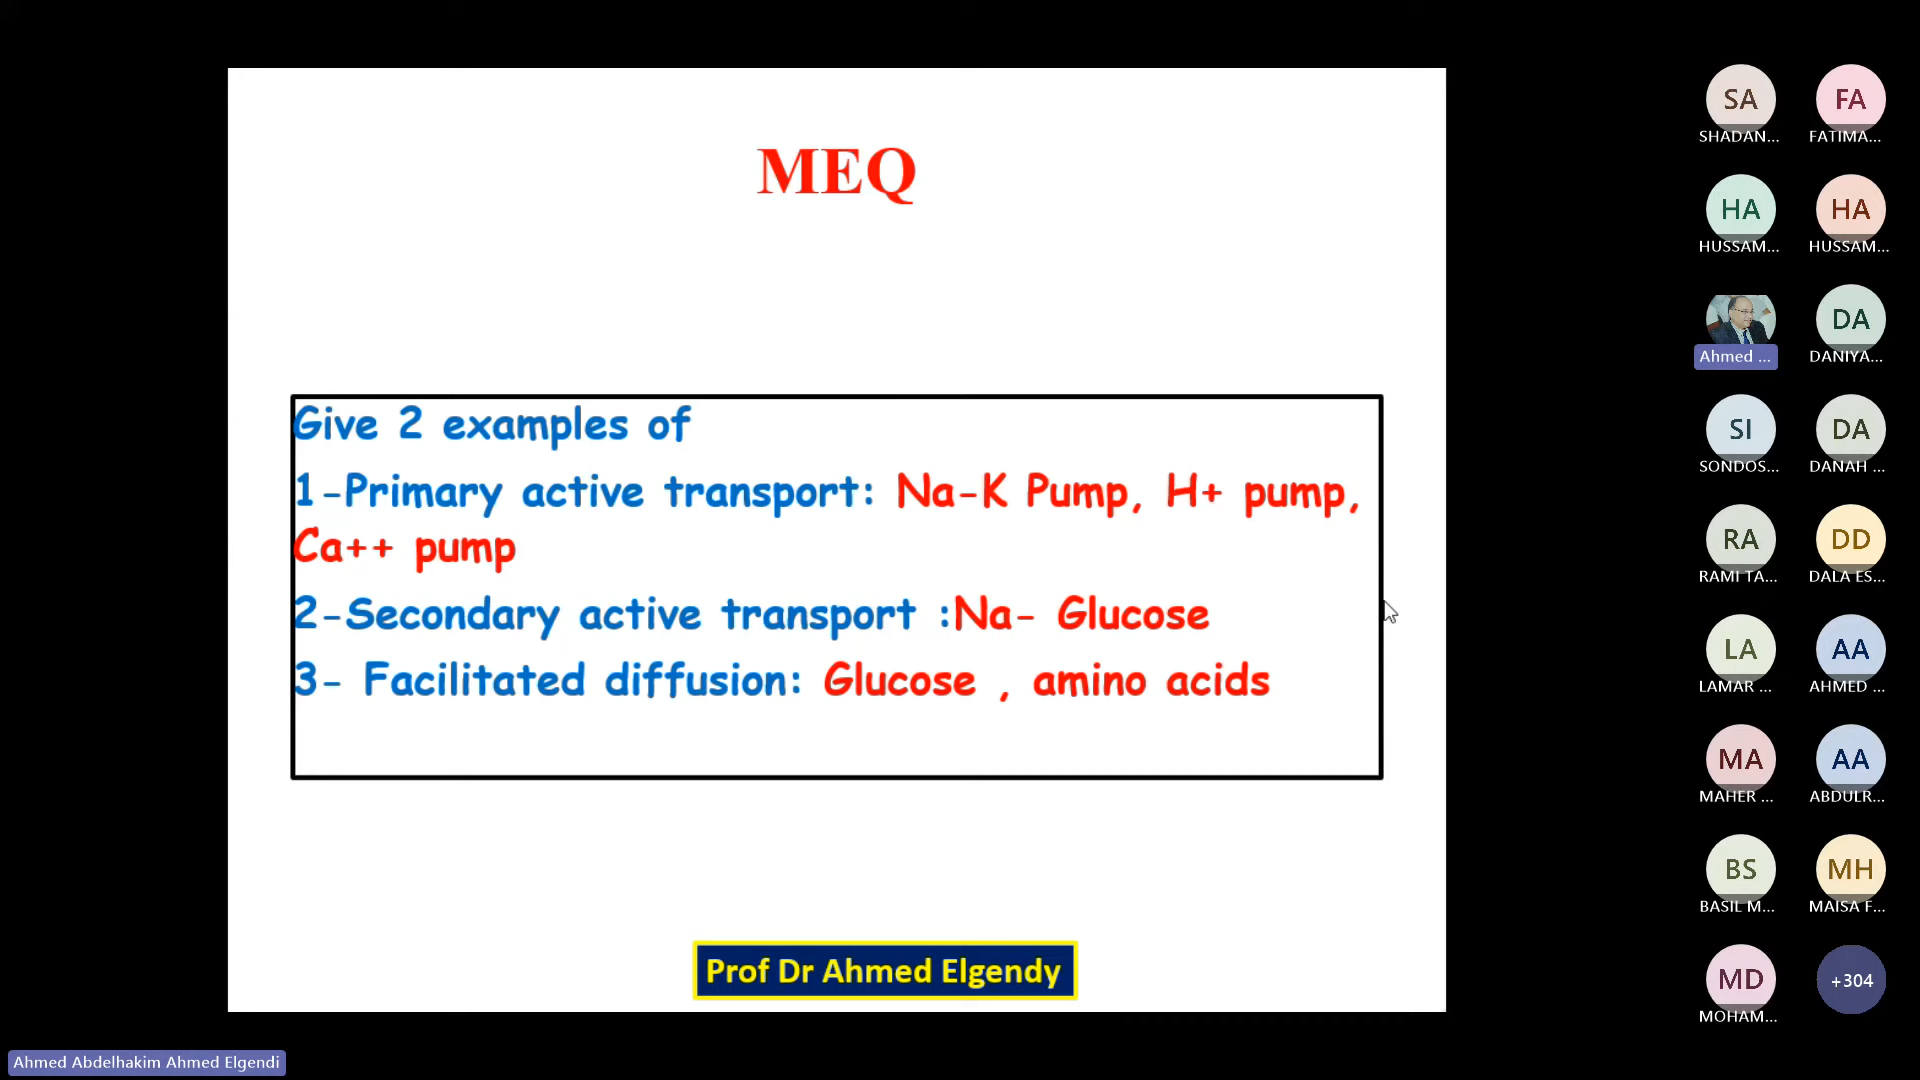 MEQ
Give 2 examples of
1-Primary active transport: Na-K Pump, H+ pump,
Ca++ pump
2-Secondary active transport :Na- Glucose
3- Facilitated diffusion: Glucose , amino acids
Prof Dr Ahmed Elgendy
Ahmed Abdelhakim Ahmed Elgendi
SA
SHADAN...
FA
FATIMA...
HA
HUSSAM...
HA
HUSSAM...
Ahmed ...
DA
DANIYA...
SI
SONDOS...
DA
DANAH ...
RA
RAMI TA...
DD
DALA ES...
LA
LAMAR ...
AA
AHMED ...
MA
MAHER ...
AA
ABDULR...
BS
BASIL M...
MH
MAISA F...
MD
MOHAM...
+304